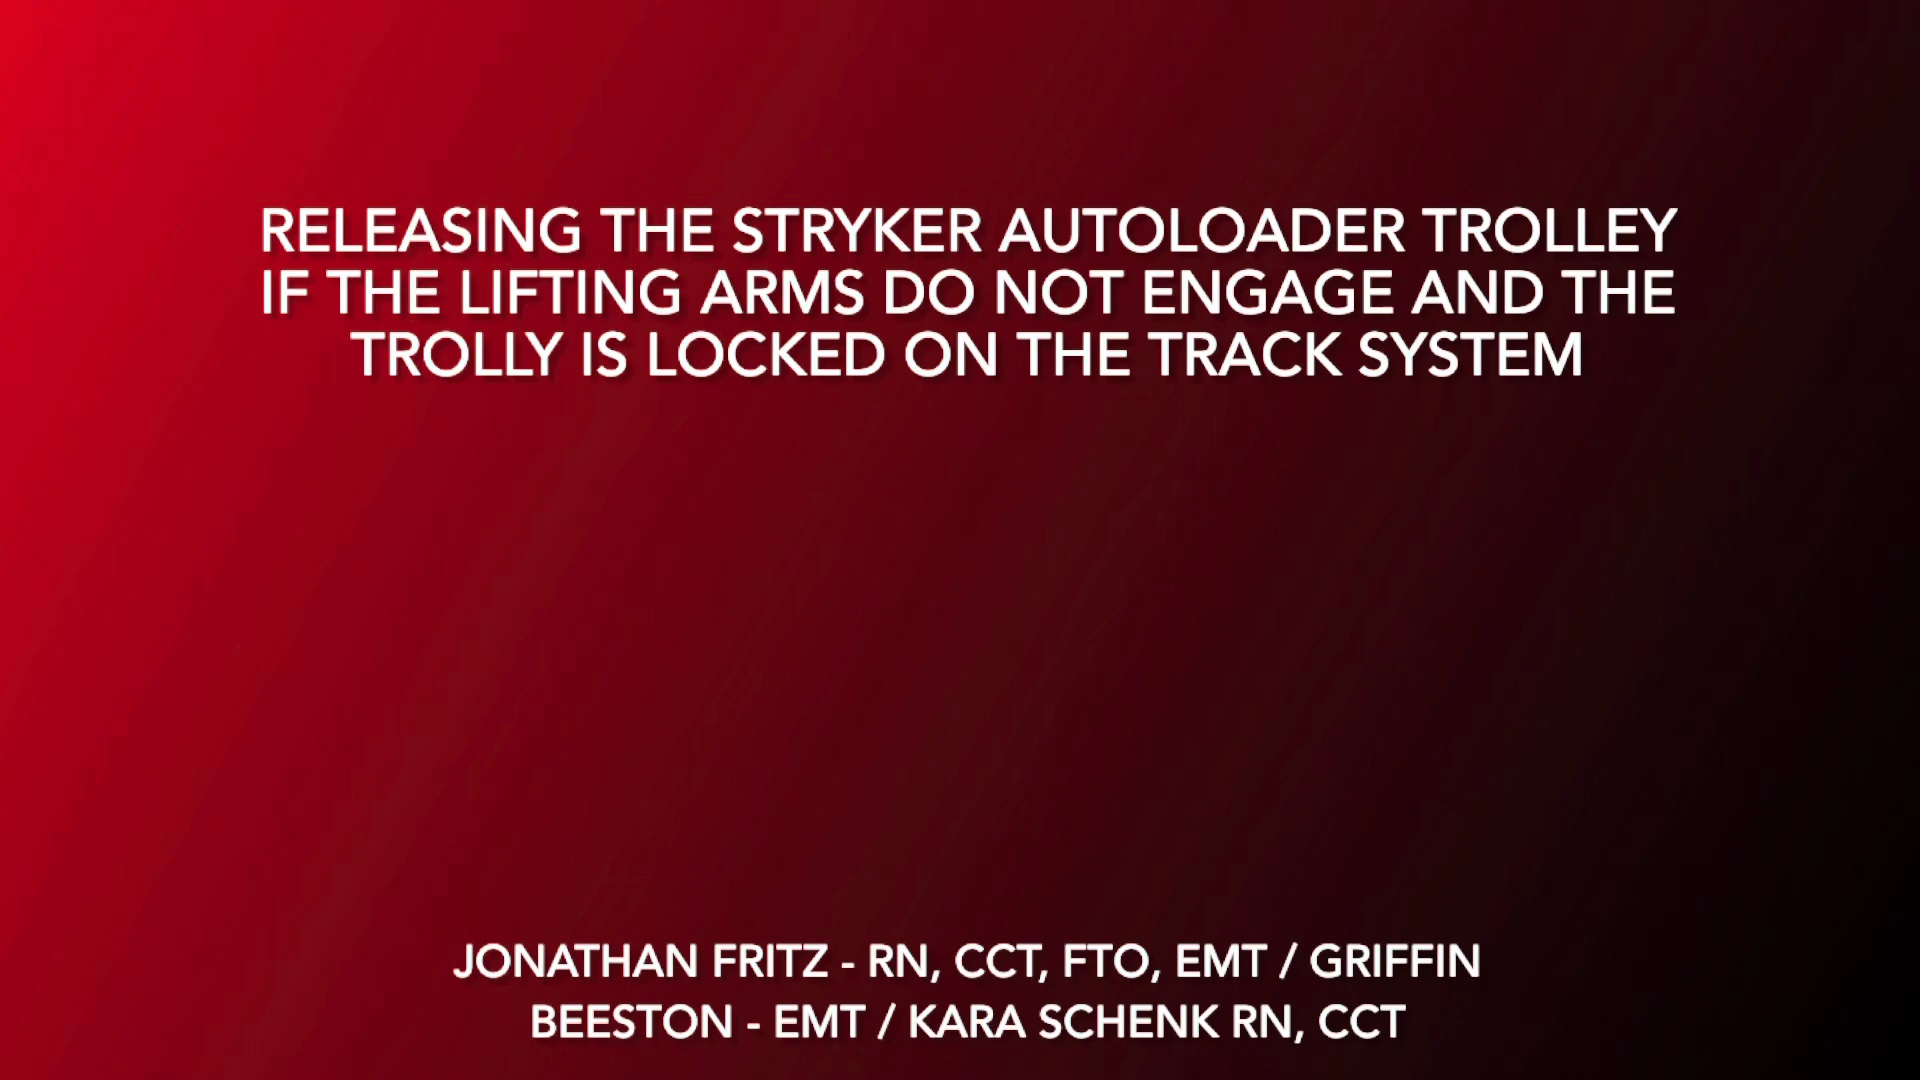 RELEASING THE STRYKER AUTOLOADER TROLLEY
IF THE LIFTING ARMS DO NOT ENGAGE AND THE
TROLLY IS LOCKED ON THE TRACK SYSTEM
JONATHAN FRITZ - RN, CCT, FTO, EMT / GRIFFIN
BEESTON - EMT / KARA SCHENK RN, CCT